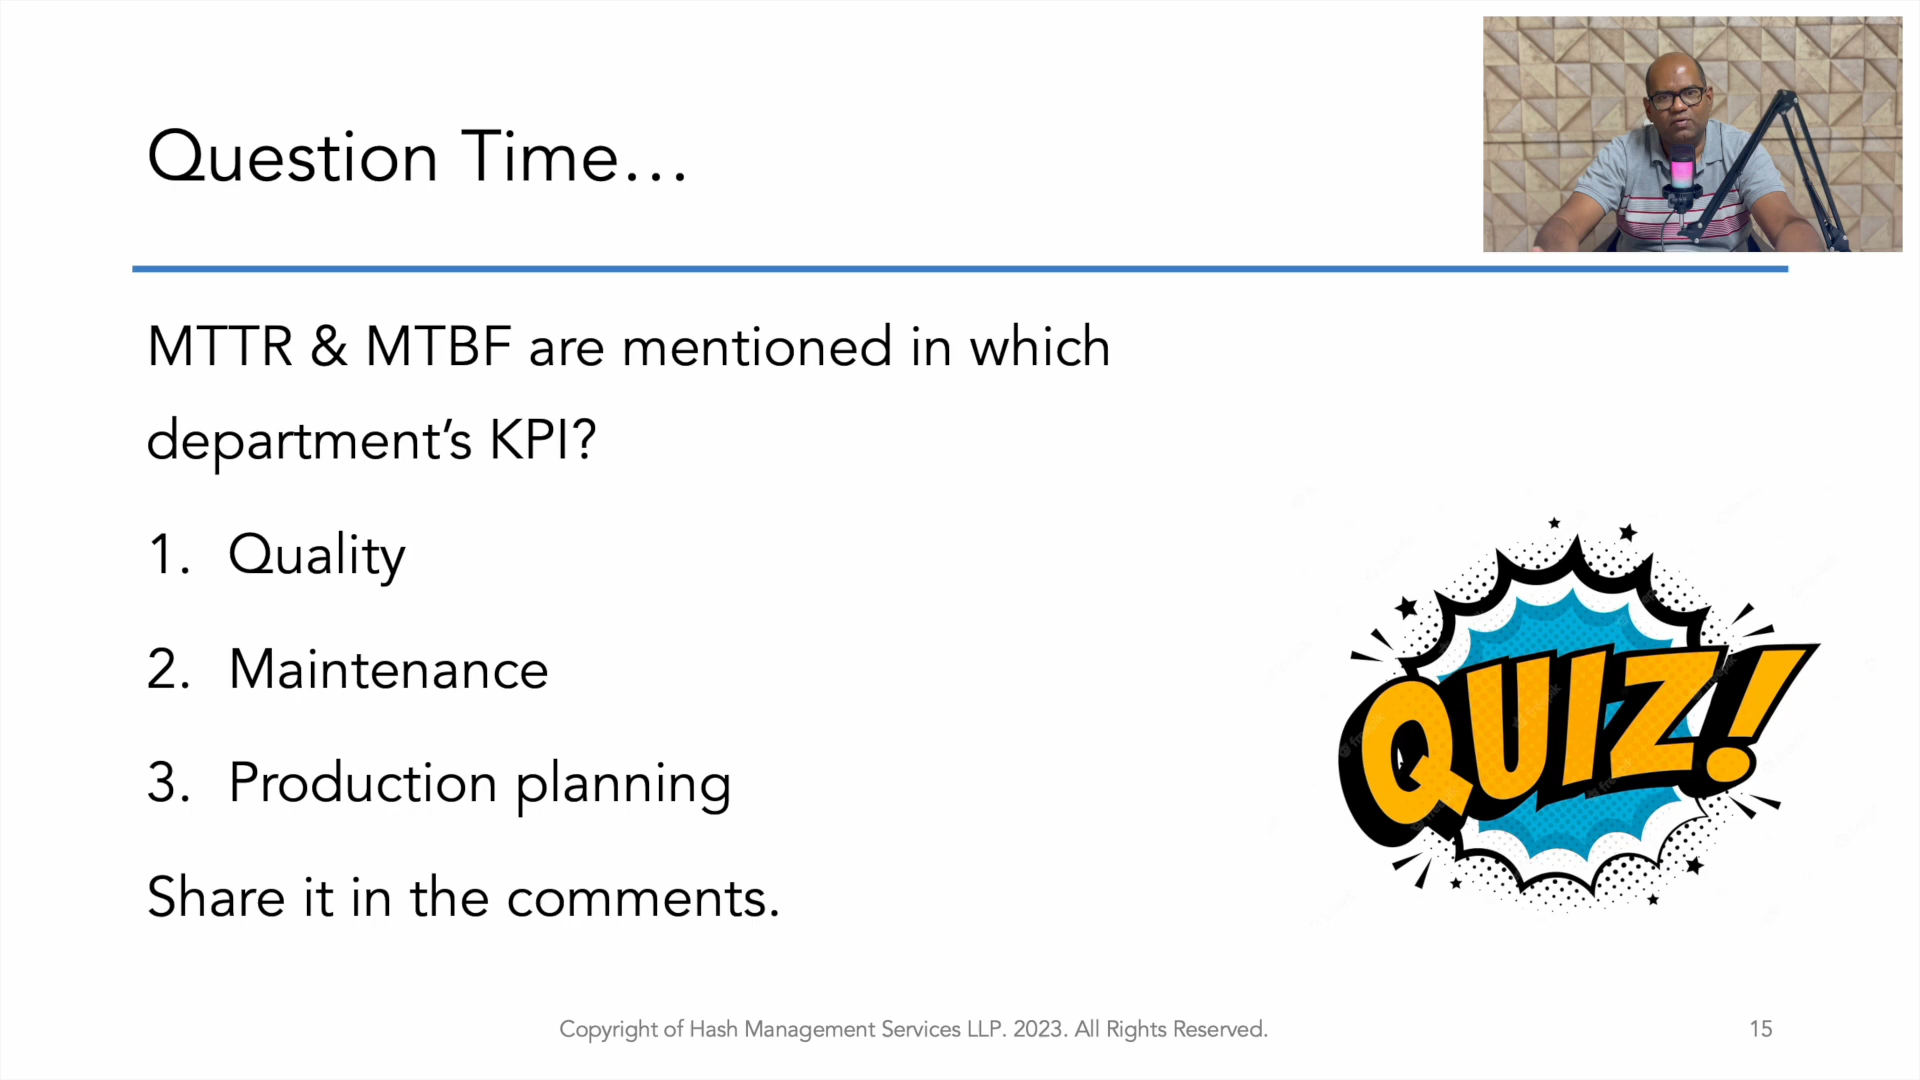 Question Time...
MTTR & MTBF are mentioned in which
department’s KPI?
1. Quality
2. Maintenance
3. Production planning
Share it in the comments.
QUIZ!
Copyright of Hash Management Services LLP. 2023. All Rights Reserved.
15